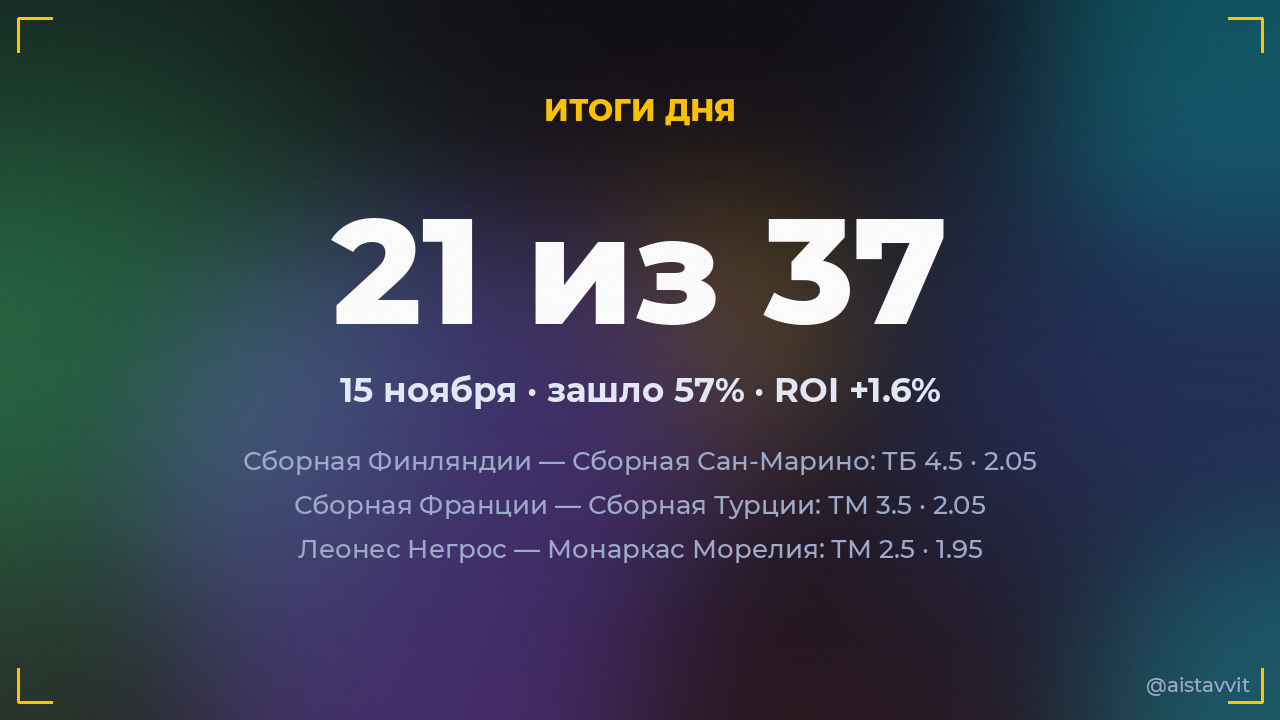 ИТОГИ ДНЯ
21 из 37
15 ноября · зашло 57% · ROI +1.6%
Сборная Финляндии — Сборная Сан-Марино: ТБ 4.5 · 2.05
Сборная Франции — Сборная Турции: ТМ 3.5 · 2.05
Леонес Негрос — Монаркас Морелия: ТМ 2.5 · 1.95
@aistavvit